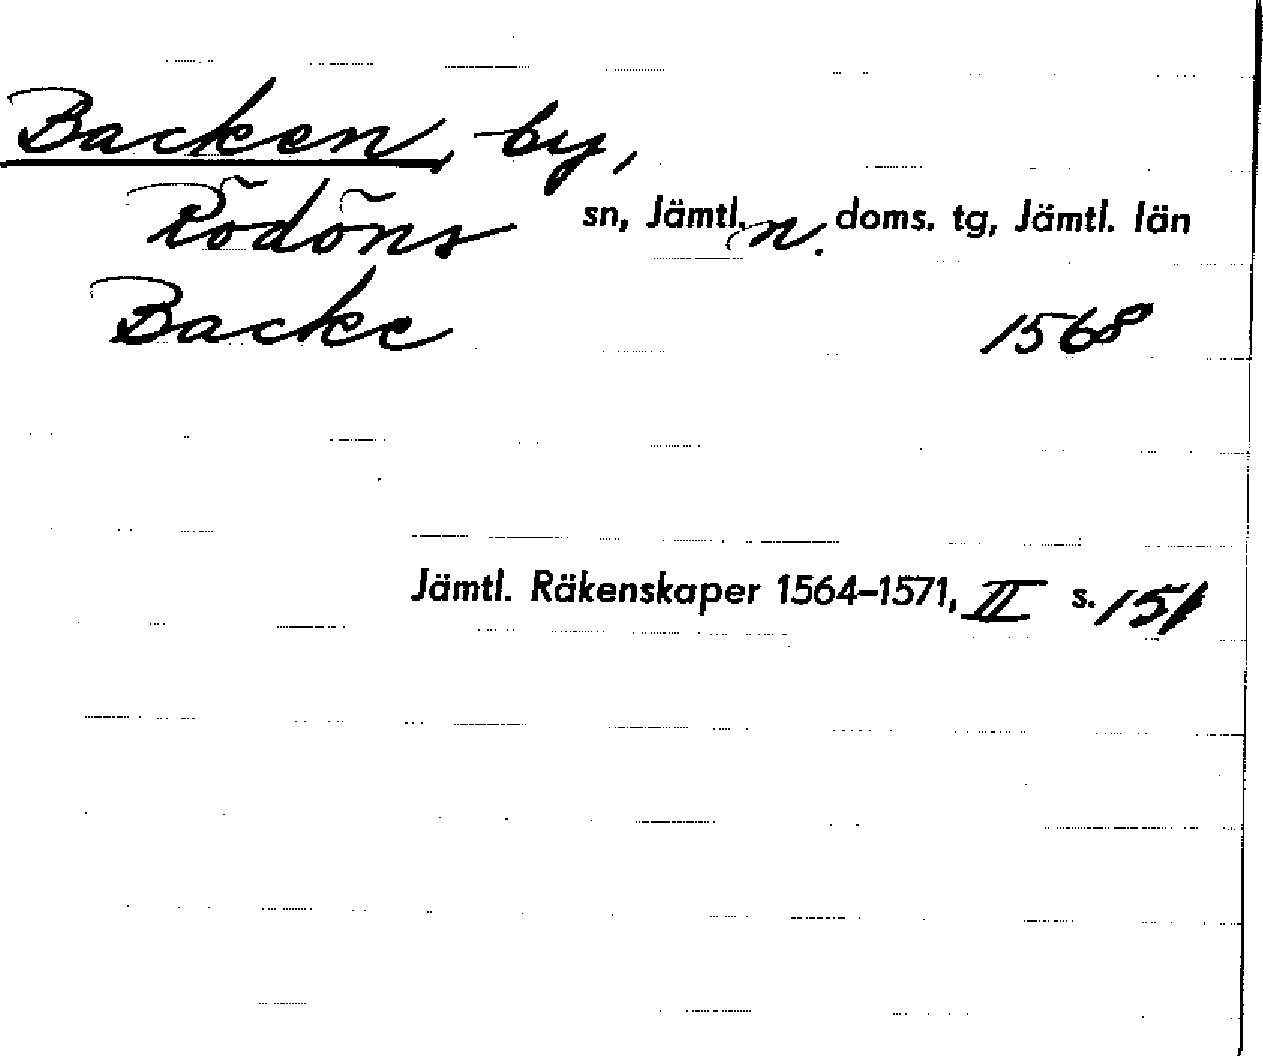 Backen, by,
Rödöns sn, Jämtl. n. doms. tg, Jämtl. län
Backe 1568
Jämtl. Räkenskaper 1564-1571, II s. 151